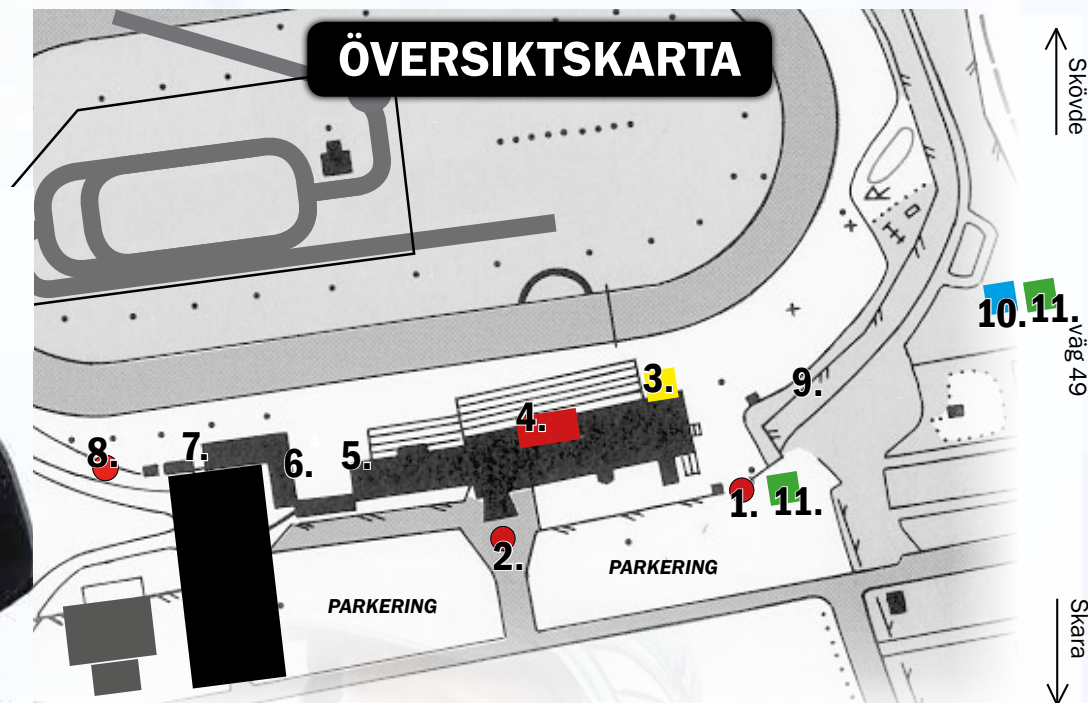 ÖVERSIKTSKARTA
Skövde
10.
11.
väg 49
3.
9.
4.
8.
7.
6.
5.
1.
11.
2.
PARKERING
PARKERING
Skara